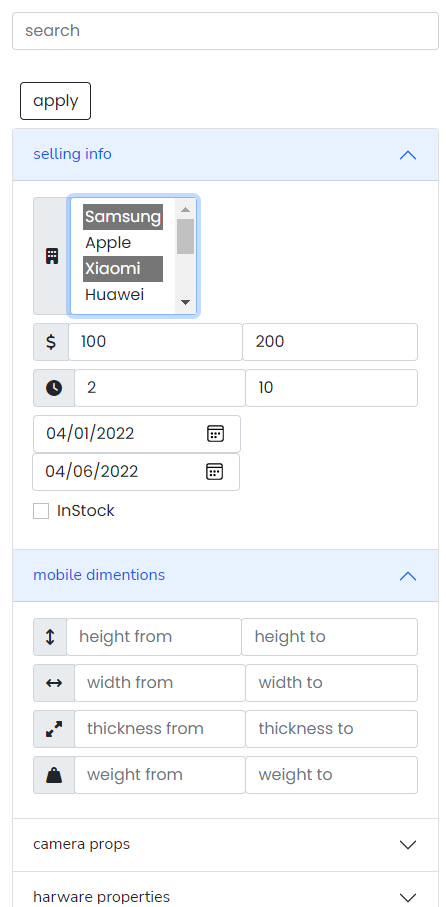 search
apply
selling info
Samsung
Apple
Xiaomi
Huawei
$ 100 200
2 10
04/01/2022
04/06/2022
InStock
mobile dimentions
height from height to
width from width to
thickness from thickness to
weight from weight to
camera props
harware properties